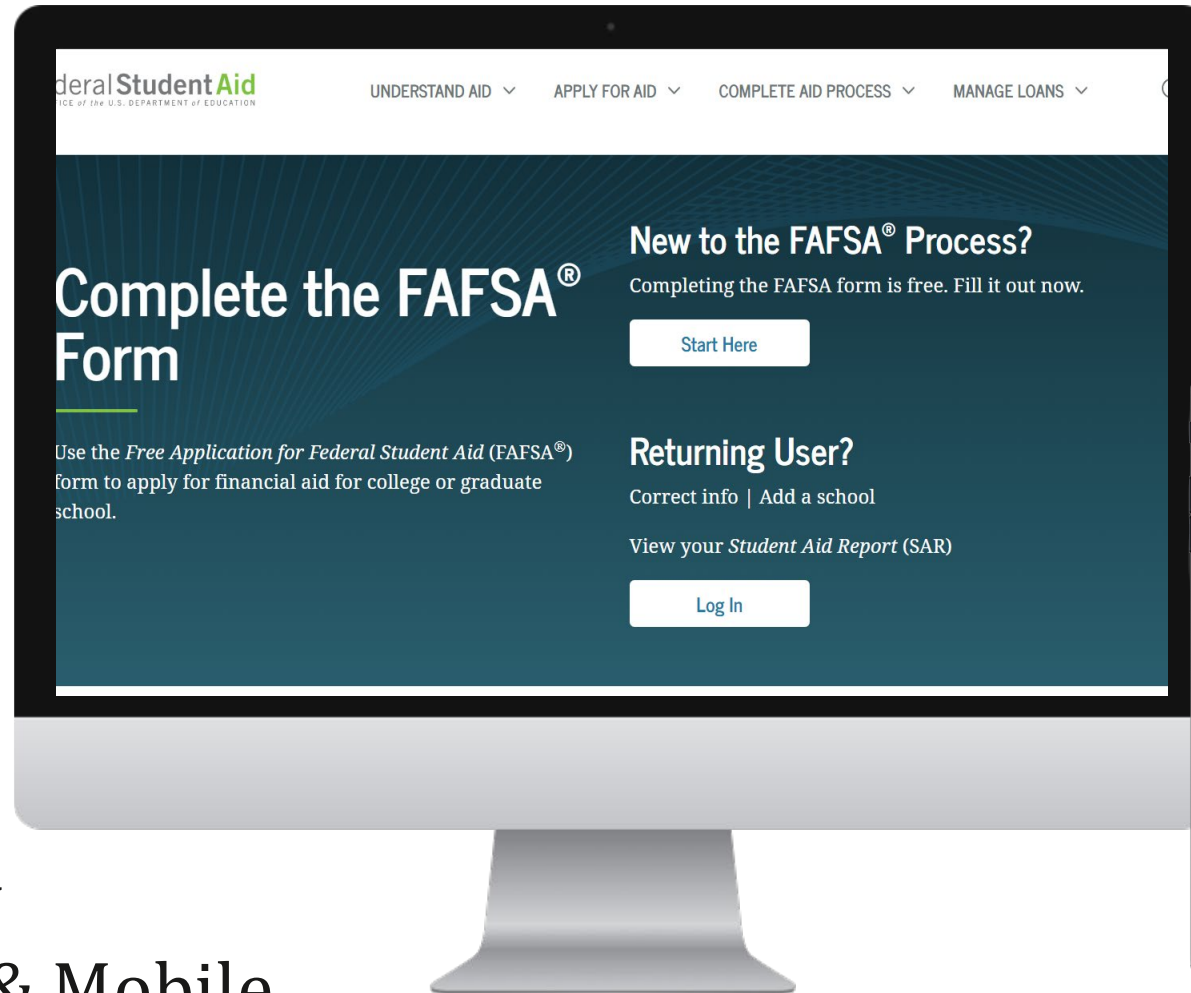 deral Student Aid
FICE of the U.S. DEPARTMENT of EDUCATION
UNDERSTAND AID APPLY FOR AID COMPLETE AID PROCESS MANAGE LOANS
Complete the FAFSA®
Form
Use the Free Application for Federal Student Aid (FAFSA®)
form to apply for financial aid for college or graduate
school.
New to the FAFSA® Process?
Completing the FAFSA form is free. Fill it out now.
Start Here
Returning User?
Correct info | Add a school
View your Student Aid Report (SAR)
Log In
& Mobile